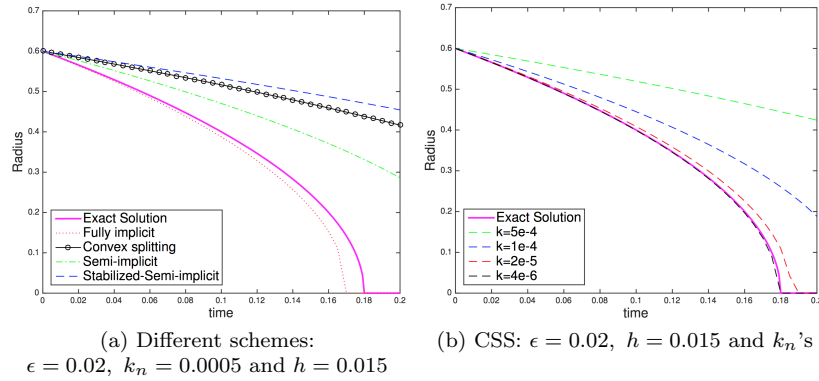 0.7
0.6
0.5
0.4
0.3
0.2
0.1
0
Radius
Exact Solution
Fully implicit
Convex splitting
Semi-implicit
Stabilized-Semi-implicit
0 0.02 0.04 0.06 0.08 0.1 0.12 0.14 0.16 0.18 0.2
time
(a) Different schemes:
ϵ = 0.02, kn = 0.0005 and h = 0.015
0.7
0.6
0.5
0.4
0.3
0.2
0.1
0
Radius
Exact Solution
k=5e-4
k=1e-4
k=2e-5
k=4e-6
0 0.02 0.04 0.06 0.08 0.1 0.12 0.14 0.16 0.18 0.2
time
(b) CSS: ϵ = 0.02, h = 0.015 and kn's